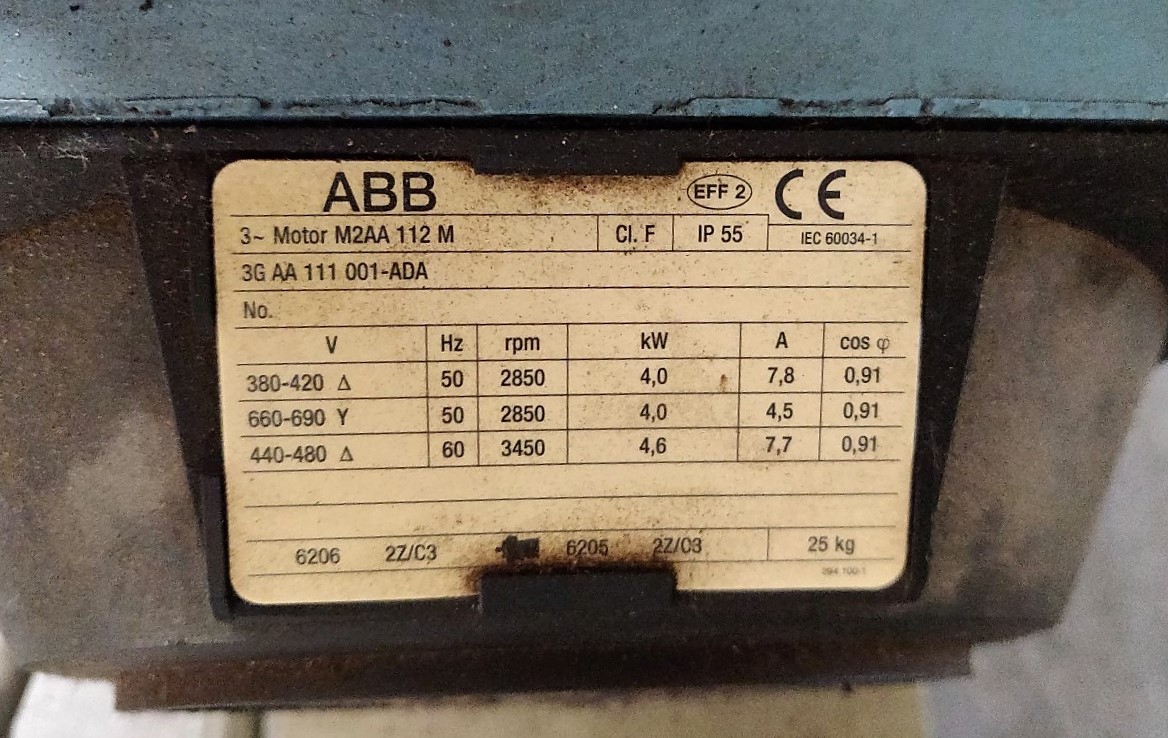 ABB EFF 2 CE
3~ Motor M2AA 112 M Cl. F IP 55 IEC 60034-1
3G AA 111 001-ADA
No.
V Hz rpm kW A cos φ
380-420 Δ 50 2850 4,0 7,8 0,91
660-690 Y 50 2850 4,0 4,5 0,91
440-480 Δ 60 3450 4,6 7,7 0,91
6206 2Z/C3 6205 2Z/C3 25 kg
394 100-1